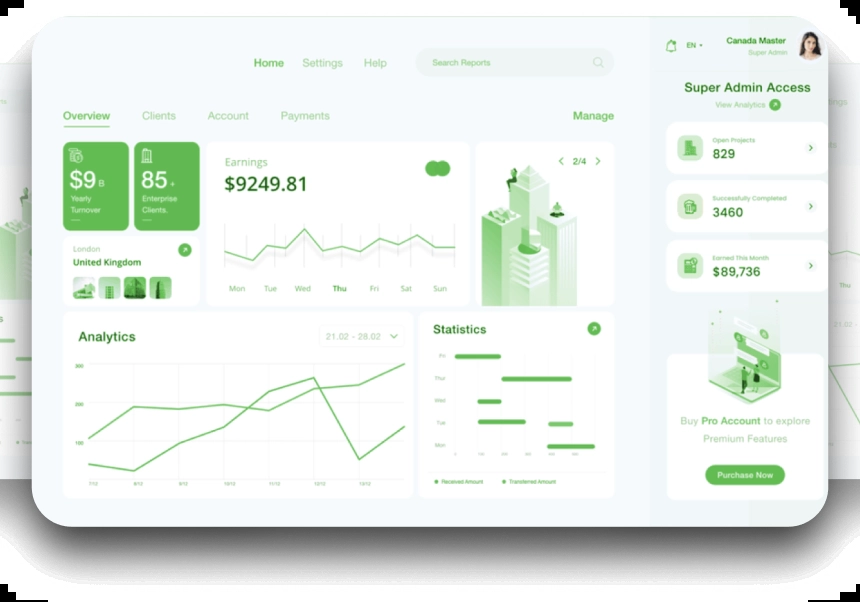 Home Settings Help
Search Reports
EN
Canada Master
Super Admin
Overview Clients Account Payments
Manage
$9 B
Yearly
Turnover
85 +
Enterprise
Clients.
London
United Kingdom
Earnings
$9249.81
Mon Tue Wed Thu Fri Sat Sun
2/4
Analytics
21.02 - 28.02
300
200
100
7/12 8/12 9/12 10/12 11/12 12/12 13/12
Statistics
Fri
Thur
Wed
Tue
Mon
Received Amount Transferred Amount
Super Admin Access
View Analytics
Open Projects
829
Successfully Completed
3460
Earned This Month
$89,736
Buy Pro Account to explore
Premium Features
Purchase Now
Thu